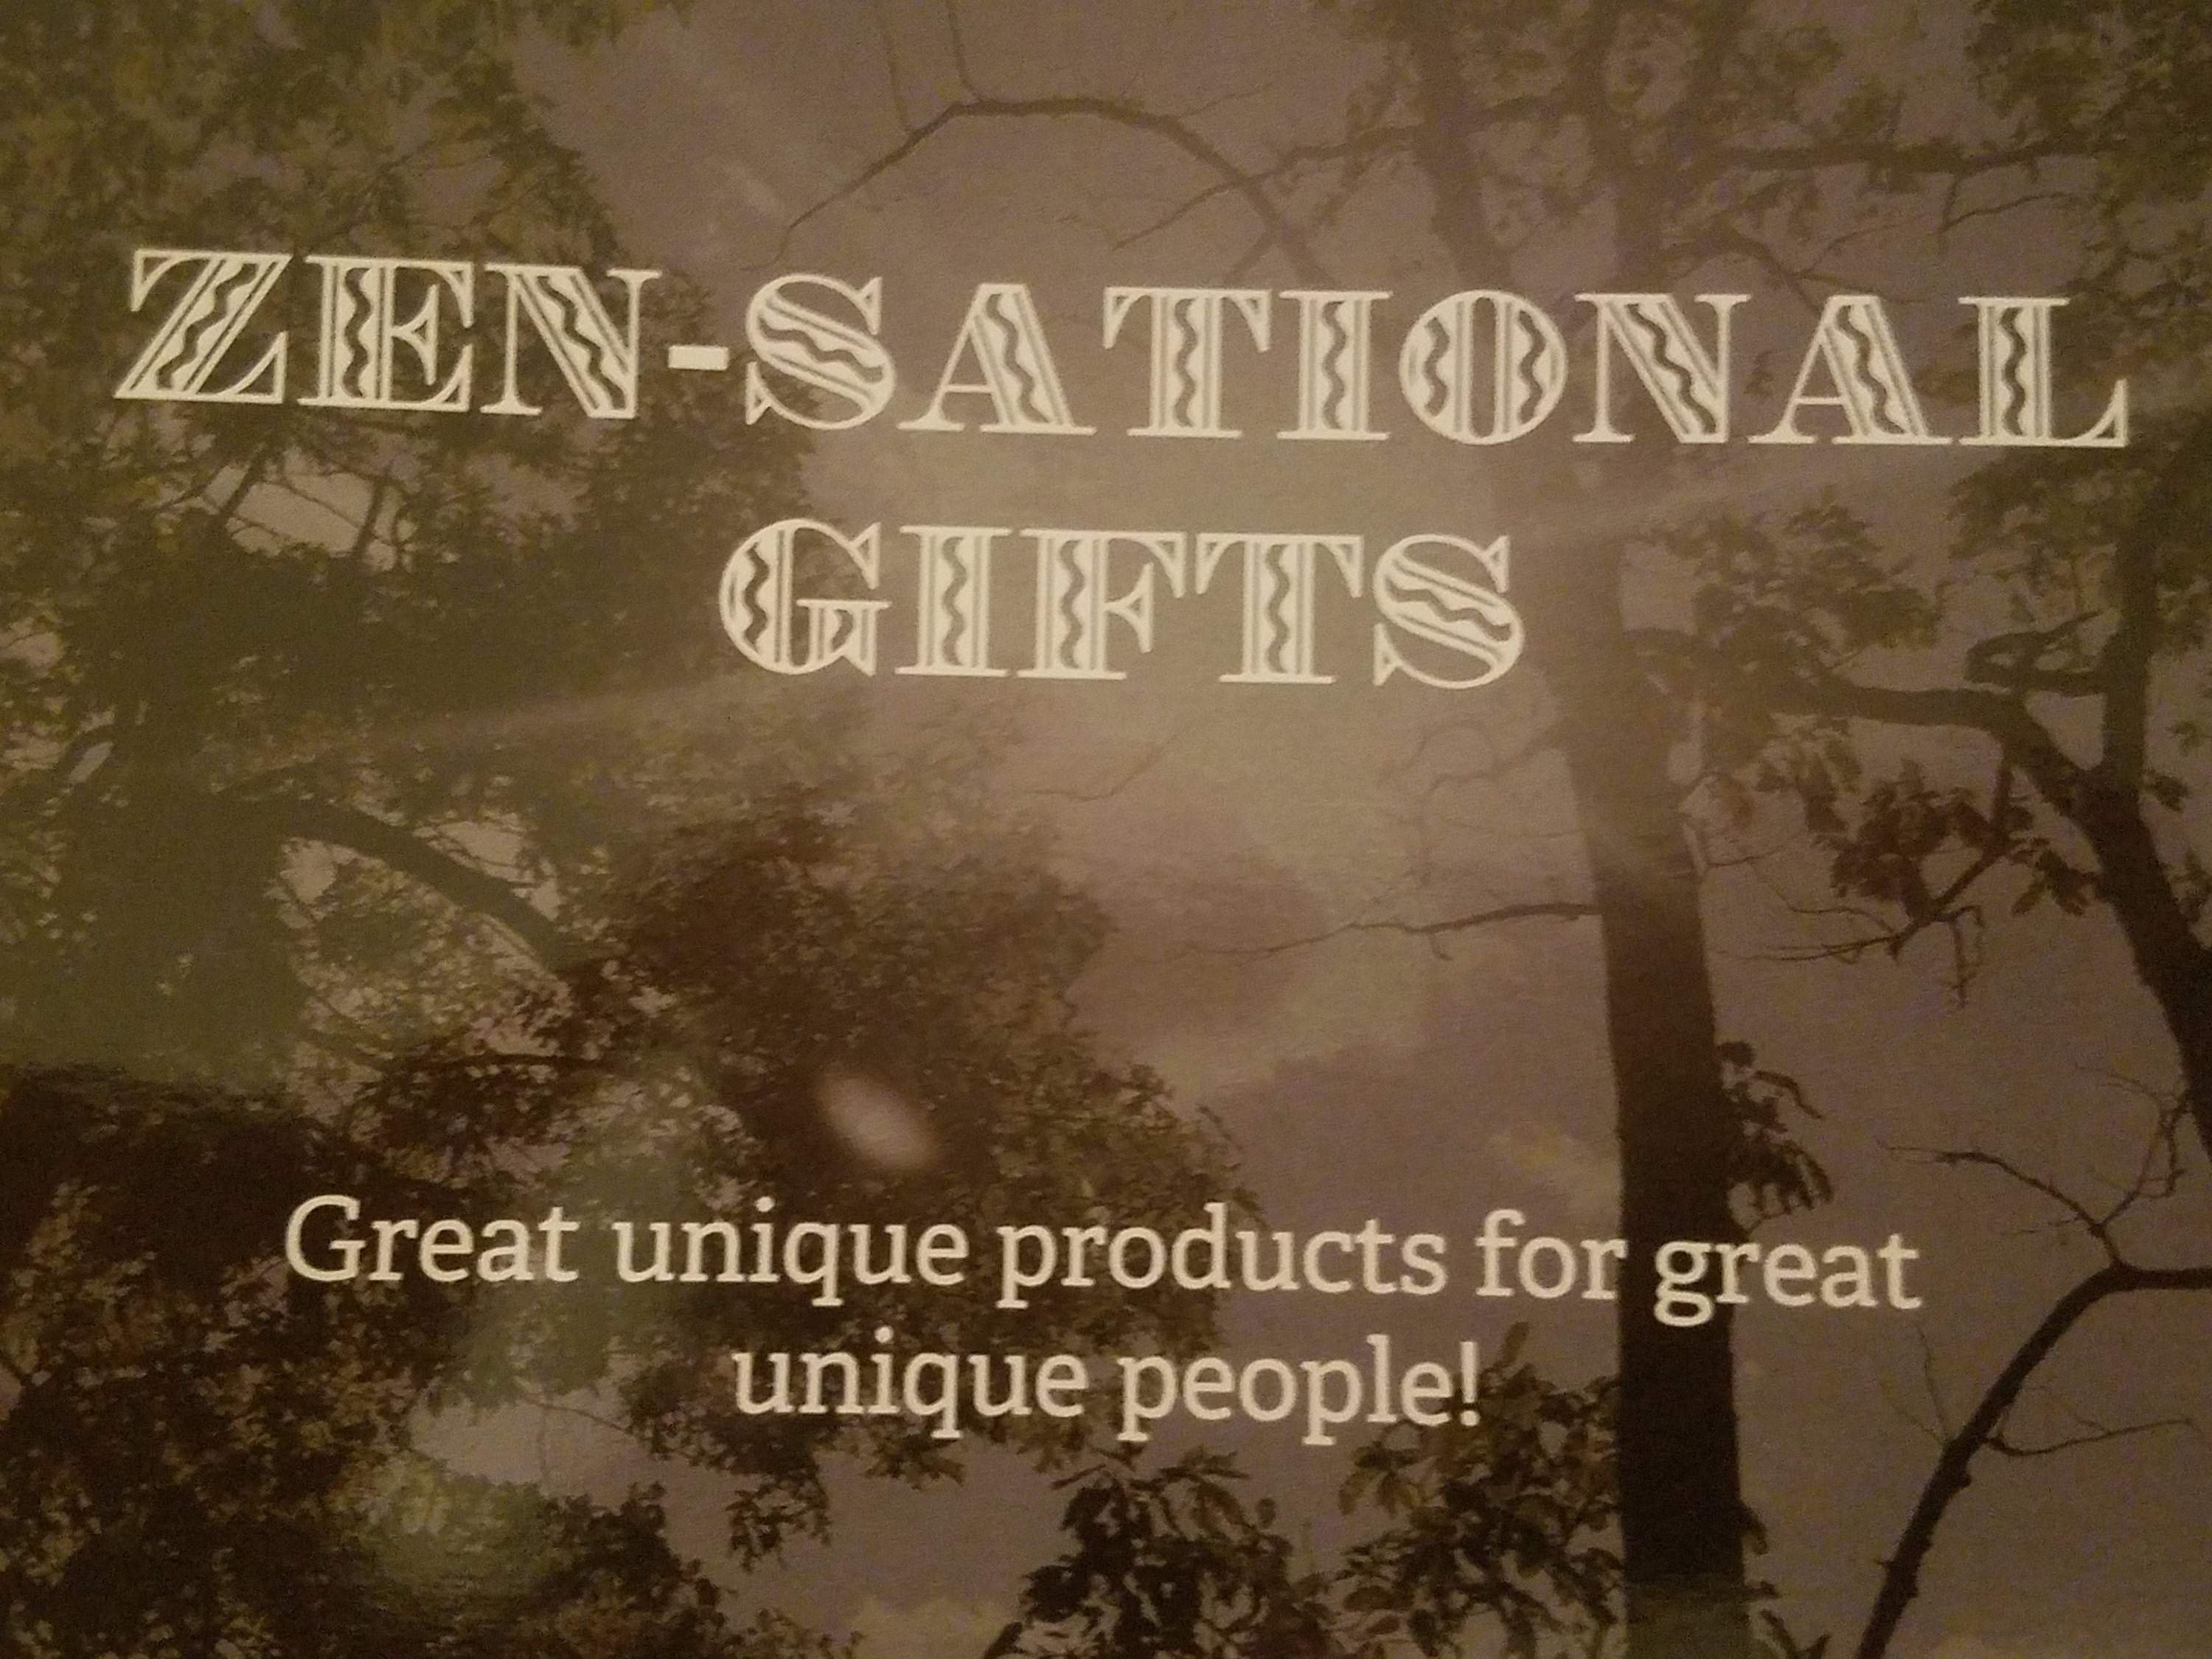 ZEN-SATIONAL
GIFTS
Great unique products for great
unique people!